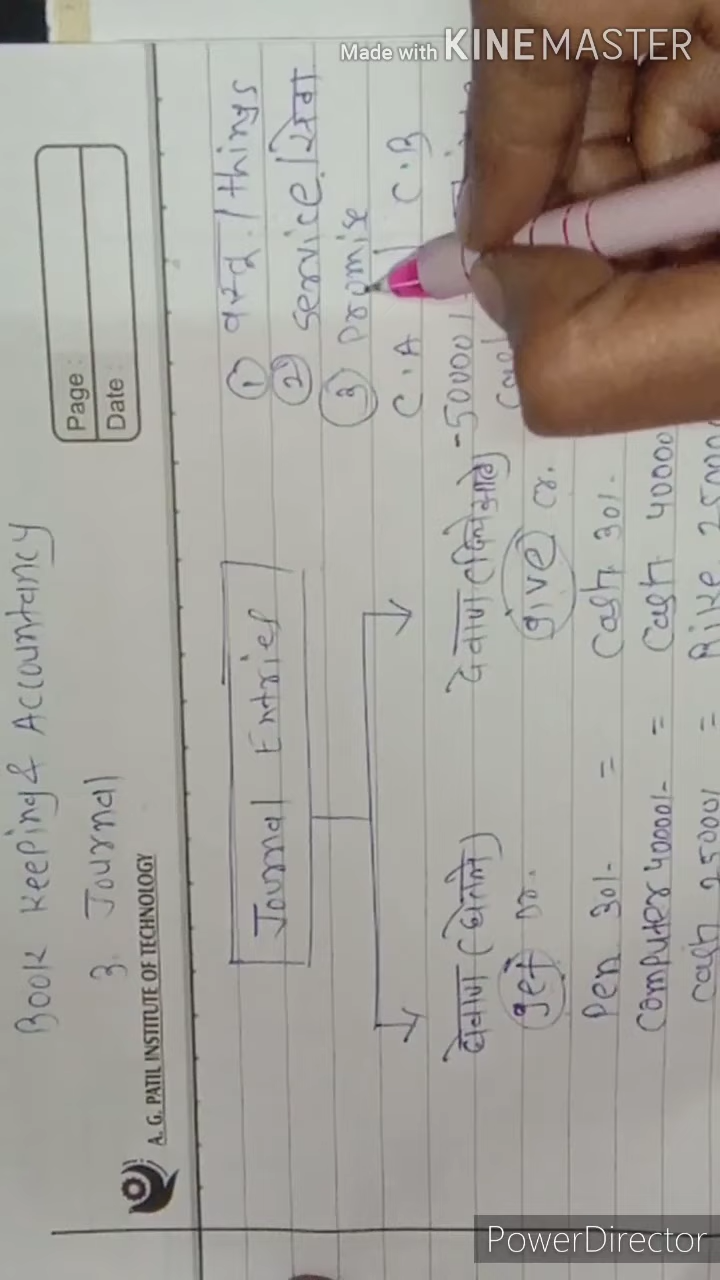 Made with KINEMASTER
Book Keeping & Accountancy
3. Journal
A. G. PATIL INSTITUTE OF TECHNOLOGY
Page :
Date :
Journal Entries
① वस्तू / things
② service / सेवा
③ promise
C.A C.B
घेवाण (घेतले) देवाण -50000/-
get Dr. give Cr.
Pen 30/- = Cash 30/-
Computer 40000/- = Cash 40000
Cash 25000/ = Bike 25000
PowerDirector